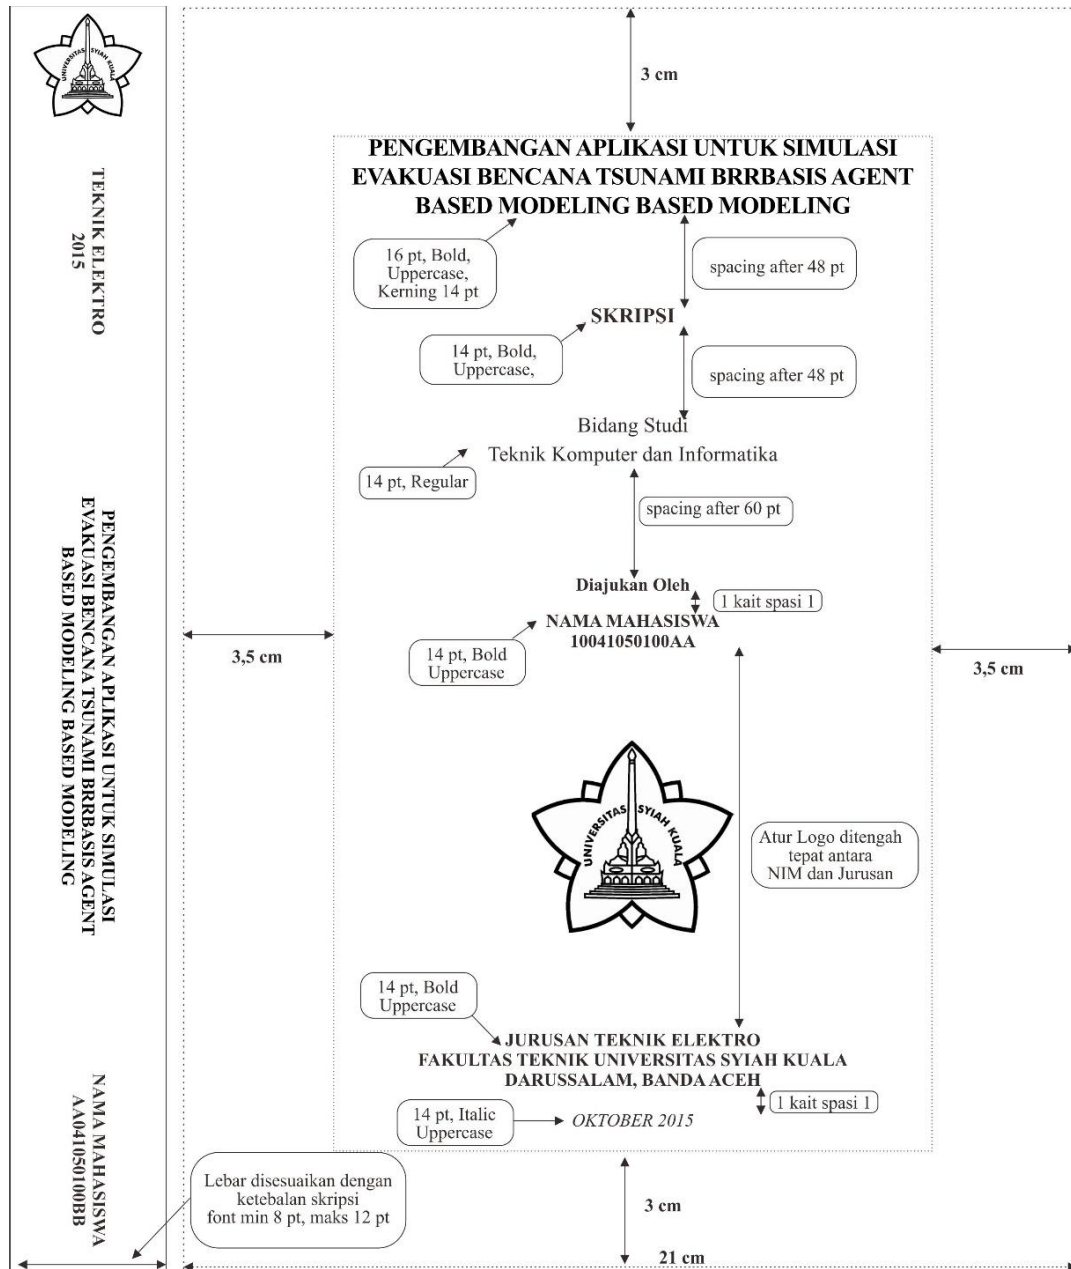 UNIVERSITAS SYIAH KUALA
TEKNIK ELEKTRO
2015
PENGEMBANGAN APLIKASI UNTUK SIMULASI
EVAKUASI BENCANA TSUNAMI BRRBASIS AGENT
BASED MODELING BASED MODELING
NAMA MAHASISWA
AA041050100BB
3 cm
PENGEMBANGAN APLIKASI UNTUK SIMULASI
EVAKUASI BENCANA TSUNAMI BRRBASIS AGENT
BASED MODELING BASED MODELING
16 pt, Bold,
Uppercase,
Kerning 14 pt
spacing after 48 pt
SKRIPSI
14 pt, Bold,
Uppercase,
spacing after 48 pt
Bidang Studi
Teknik Komputer dan Informatika
14 pt, Regular
spacing after 60 pt
Diajukan Oleh
1 kait spasi 1
NAMA MAHASISWA
10041050100AA
14 pt, Bold
Uppercase
3,5 cm
3,5 cm
UNIVERSITAS SYIAH KUALA
Atur Logo ditengah
tepat antara
NIM dan Jurusan
14 pt, Bold
Uppercase
JURUSAN TEKNIK ELEKTRO
FAKULTAS TEKNIK UNIVERSITAS SYIAH KUALA
DARUSSALAM, BANDA ACEH
1 kait spasi 1
14 pt, Italic
Uppercase
OKTOBER 2015
Lebar disesuaikan dengan
ketebalan skripsi
font min 8 pt, maks 12 pt
3 cm
21 cm